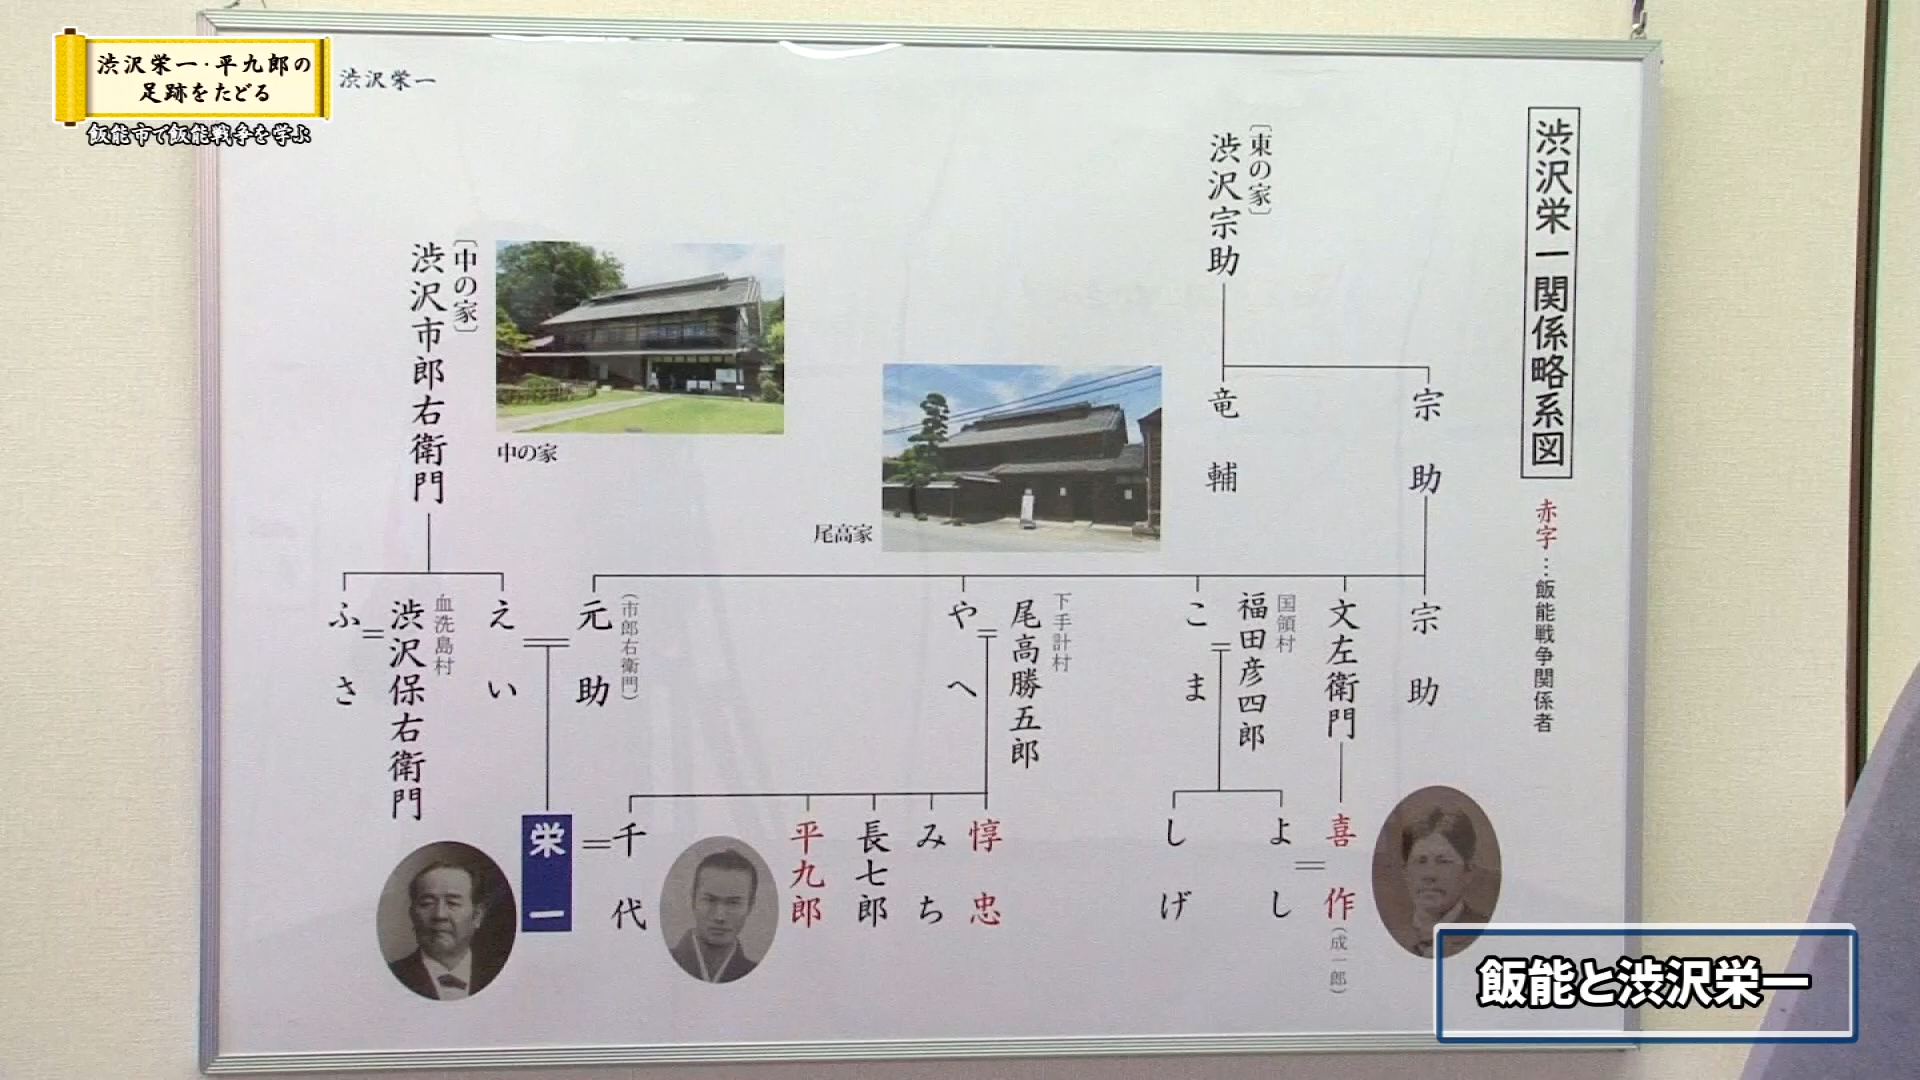 渋沢栄一・平九郎の
足跡をたどる
飯能市で飯能戦争を学ぶ
渋沢栄一
渋沢栄一関係略系図
赤字…飯能戦争関係者
〔東の家〕
渋沢宗助
宗助
竜輔
〔中の家〕
渋沢市郎右衛門
中の家
尾高家
宗助
文左衛門
国領村
福田彦四郎
こま
下手計村
尾高勝五郎
やへ
(市郎右衛門)
元助
えい
血洗島村
渋沢保右衛門
ふさ
喜作
(成一郎)
よし
しげ
惇忠
みち
長七郎
平九郎
千代
栄一
飯能と渋沢栄一